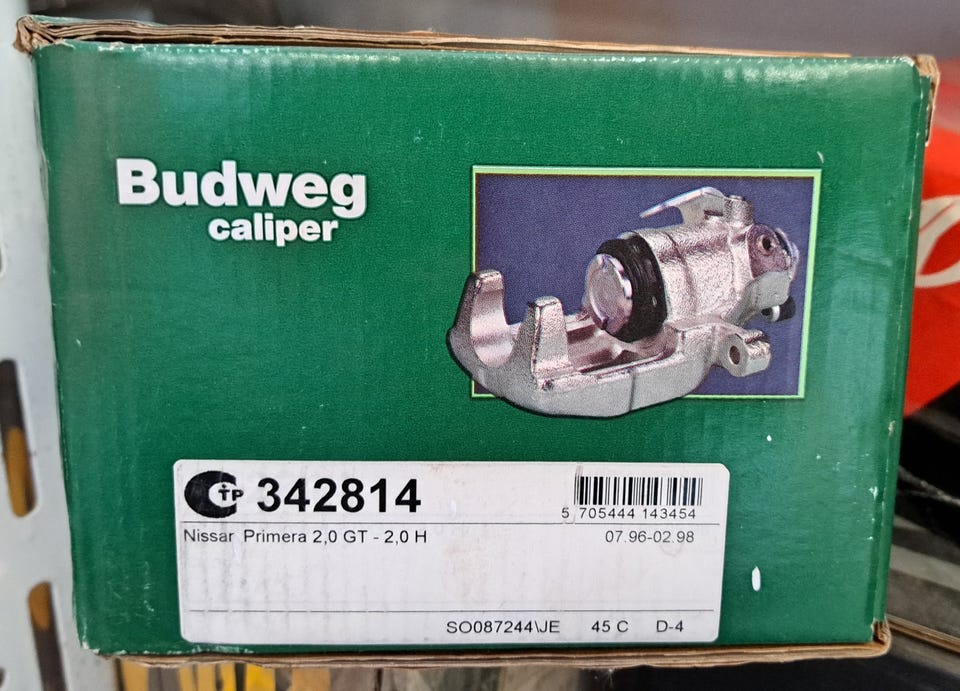 Budweg
caliper
CTP 342814
5 705444 143454
Nissar Primera 2,0 GT - 2,0 H
07.96-02.98
SO087244\JE 45 C D-4